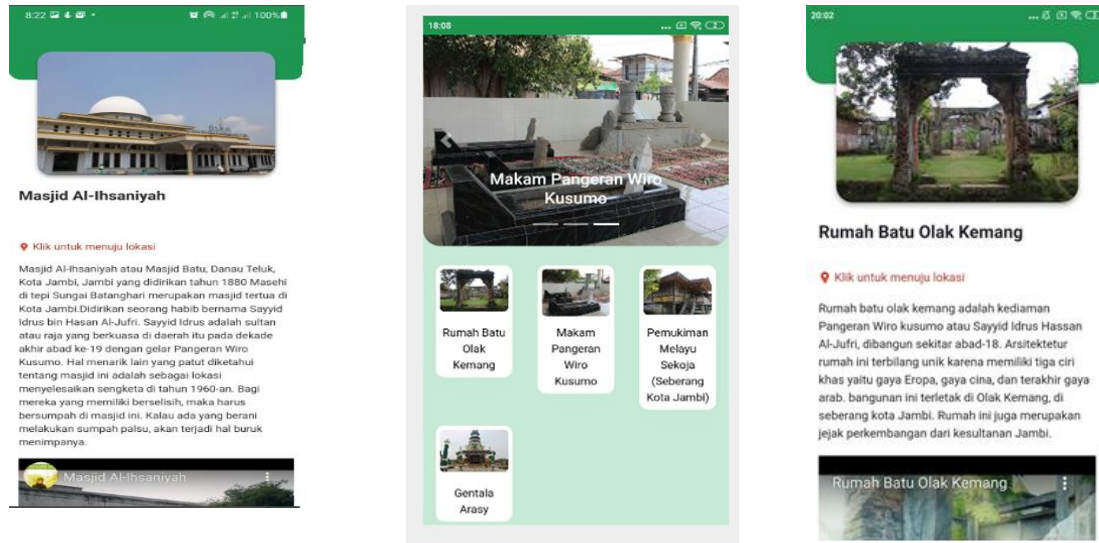 8:22
100%
Masjid Al-Ihsaniyah
Klik untuk menuju lokasi
Masjid Al-Ihsaniyah atau Masjid Batu, Danau Teluk,
Kota Jambi, Jambi yang didirikan tahun 1880 Masehi
di tepi Sungai Batanghari merupakan masjid tertua di
Kota Jambi.Didirikan seorang habib bernama Sayyid
Idrus bin Hasan Al-Jufri. Sayyid Idrus adalah sultan
atau raja yang berkuasa di daerah itu pada dekade
akhir abad ke-19 dengan gelar Pangeran Wiro
Kusumo. Hal menarik lain yang patut diketahui
tentang masjid ini adalah sebagai lokasi
menyelesaikan sengketa di tahun 1960-an. Bagi
mereka yang memiliki berselisih, maka harus
bersumpah di masjid ini. Kalau ada yang berani
melakukan sumpah palsu, akan terjadi hal buruk
menimpanya.
Masjid Al-Ihsaniyah
18:08
Makam Pangeran Wiro
Kusumo
Rumah Batu
Olak
Kemang
Makam
Pangeran
Wiro
Kusumo
Pemukiman
Melayu
Sekoja
(Seberang
Kota Jambi)
Gentala
Arasy
20:02
Rumah Batu Olak Kemang
Klik untuk menuju lokasi
Rumah batu olak kemang adalah kediaman
Pangeran Wiro kusumo atau Sayyid Idrus Hassan
Al-Jufri, dibangun sekitar abad-18. Arsitektetur
rumah ini terbilang unik karena memiliki tiga ciri
khas yaitu gaya Eropa, gaya cina, dan terakhir gaya
arab. bangunan ini terletak di Olak Kemang, di
seberang kota Jambi. Rumah ini juga merupakan
jejak perkembangan dari kesultanan Jambi.
Rumah Batu Olak Kemang